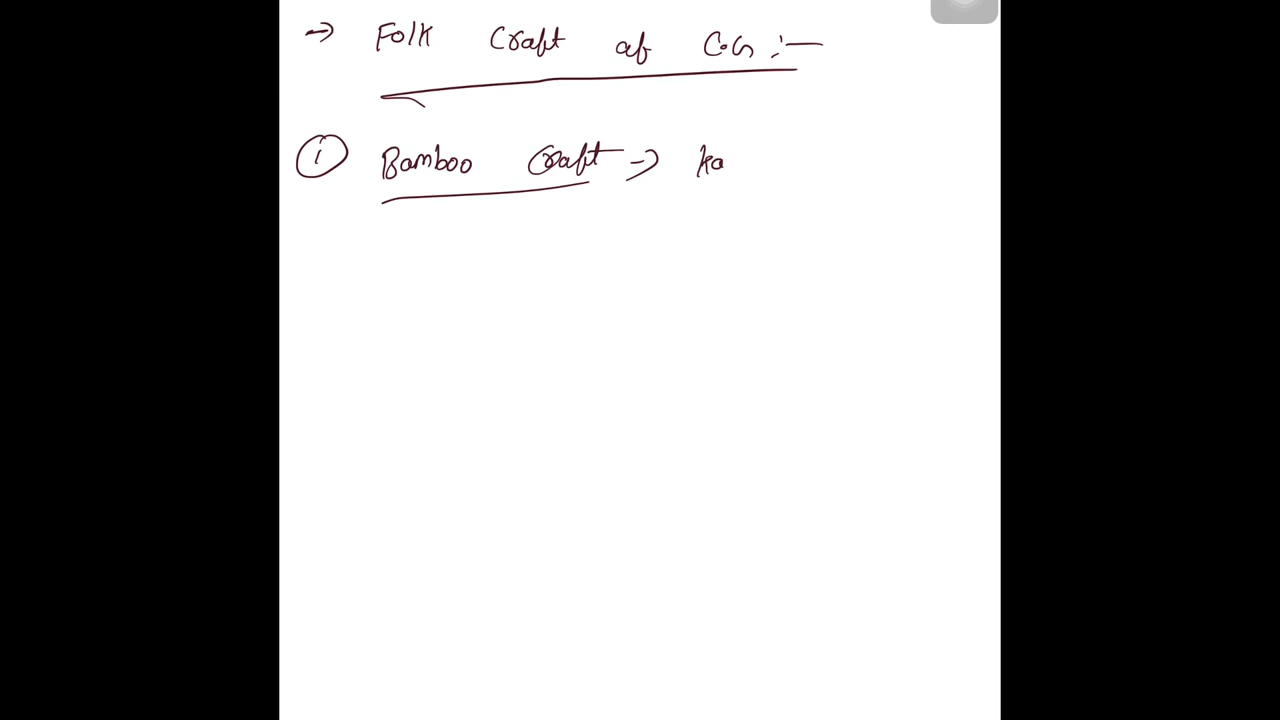 → Folk Craft of C.G :-
① Bamboo Craft → ka